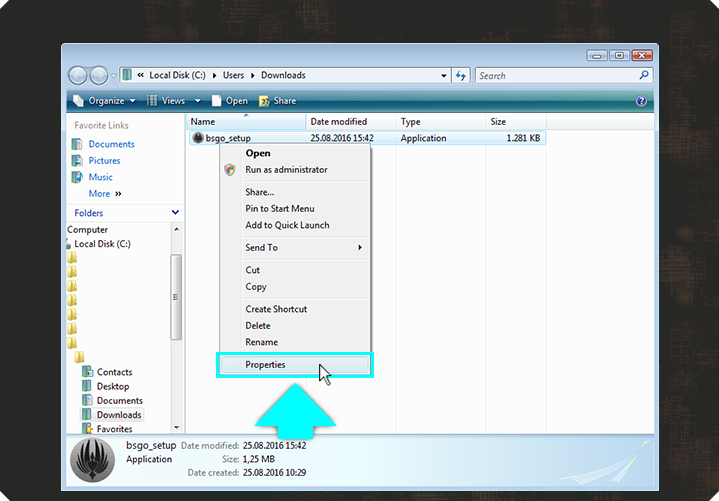 « Local Disk (C:) ▸ Users ▸ Downloads
Search
Organize Views Open Share
Favorite Links
Documents
Pictures
Music
More »
Folders
Computer
Local Disk (C:)
Contacts
Desktop
Documents
Downloads
Favorites
Name Date modified Type Size
bsgo_setup 25.08.2016 15:42 Application 1.281 KB
Open
Run as administrator
Share...
Pin to Start Menu
Add to Quick Launch
Send To
Cut
Copy
Create Shortcut
Delete
Rename
Properties
bsgo_setup Date modified: 25.08.2016 15:42
Application Size: 1,25 MB
Date created: 25.08.2016 10:29